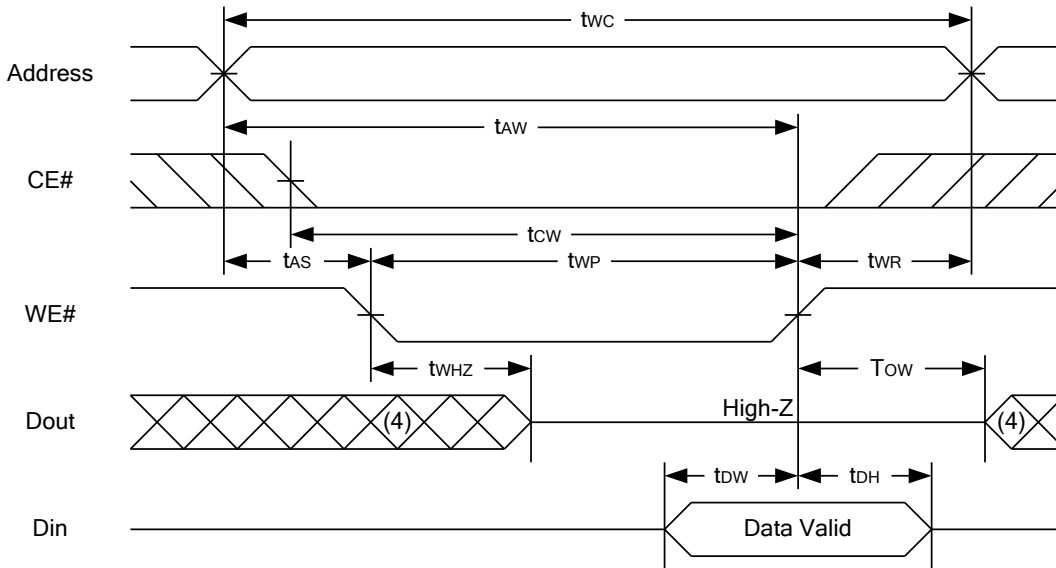 tWC
Address
tAW
CE#
tCW
tAS tWP tWR
WE#
tWHZ TOW
High-Z
Dout (4) (4)
tDW tDH
Din Data Valid